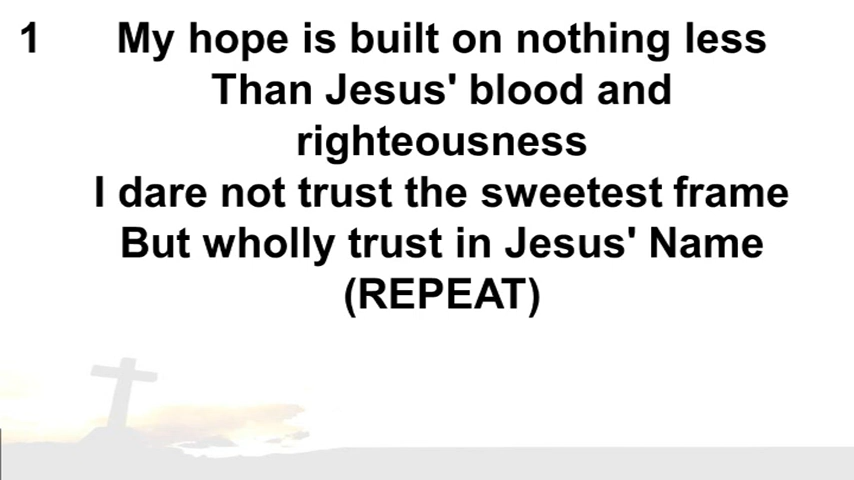 1 My hope is built on nothing less
Than Jesus' blood and
righteousness
I dare not trust the sweetest frame
But wholly trust in Jesus' Name
(REPEAT)